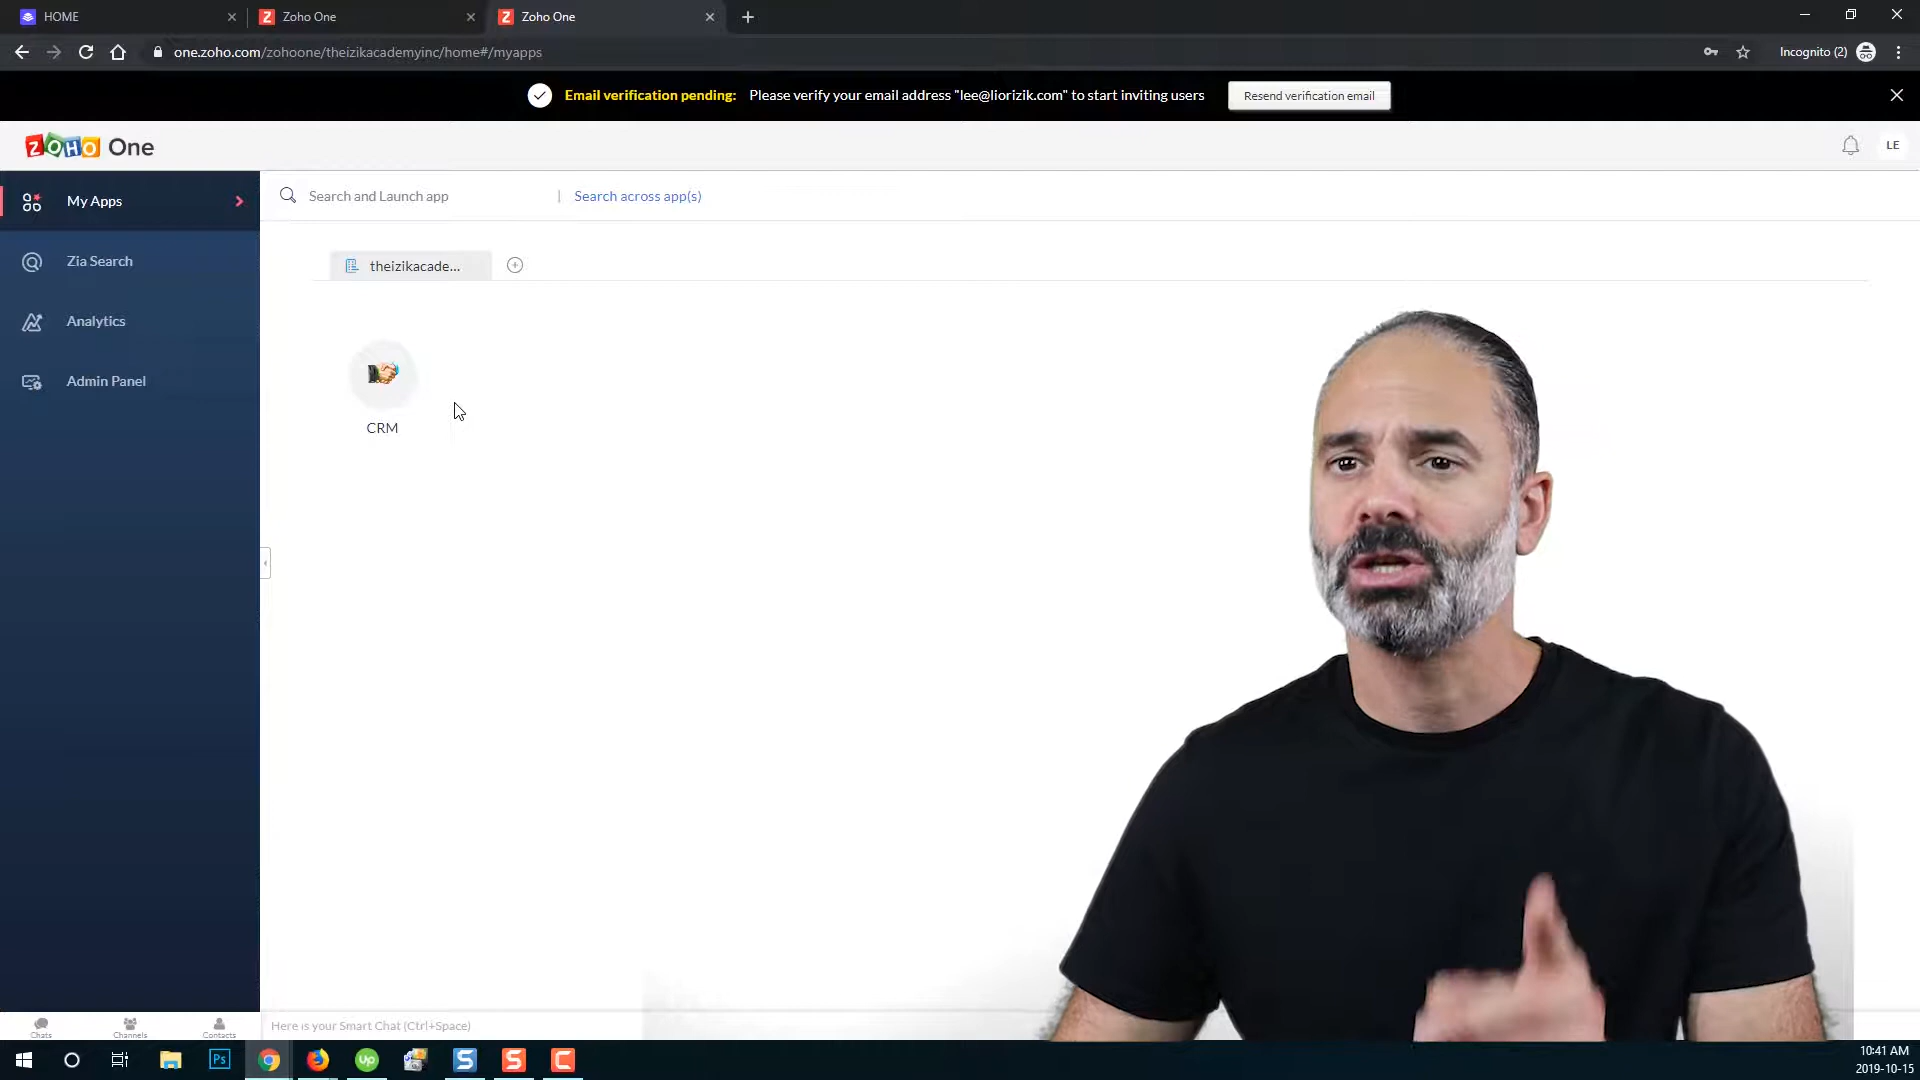 HOME
Zoho One
Zoho One
one.zoho.com/zohoone/theizikacademyinc/home#/myapps
Incognito (2)
Email verification pending: Please verify your email address "lee@liorizik.com" to start inviting users
Resend verification email
ZOHO One
LE
My Apps
Search and Launch app
Search across app(s)
Zia Search
theizikacade...
Analytics
Admin Panel
CRM
Chats
Channels
Contacts
Here is your Smart Chat (Ctrl+Space)
Ps
Up
S
S
C
10:41 AM
2019-10-15